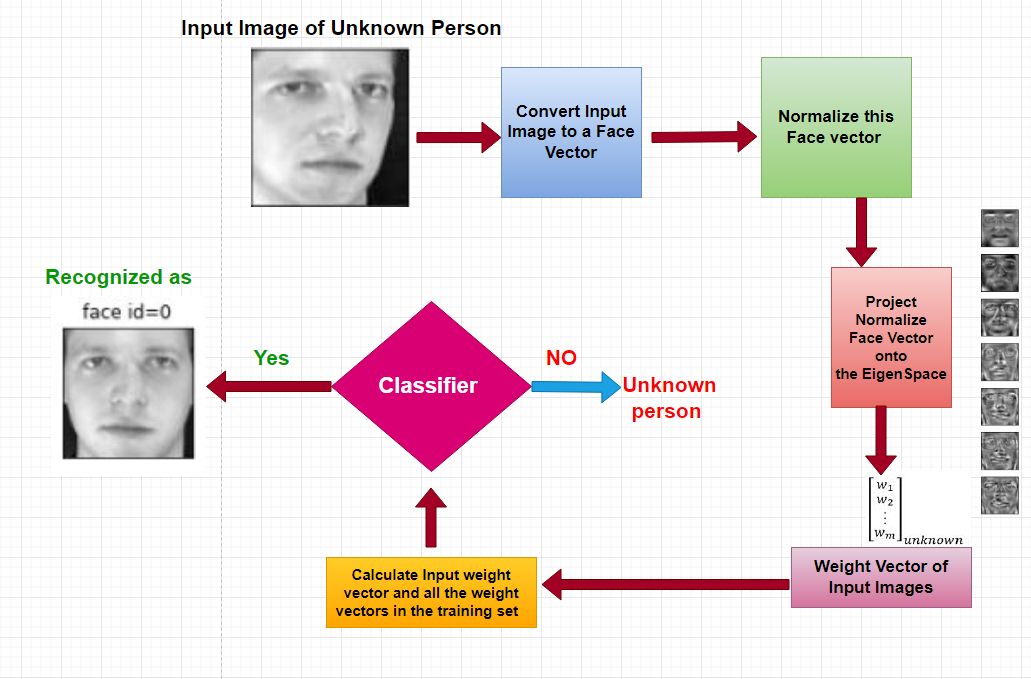 Input Image of Unknown Person
Convert Input
Image to a Face
Vector
Normalize this
Face vector
Project
Normalize
Face Vector
onto
the EigenSpace
w1
w2
⋮
wm
unknown
Weight Vector of
Input Images
Calculate Input weight
vector and all the weight
vectors in the training set
Classifier
NO
Unknown
person
Yes
Recognized as
face id=0